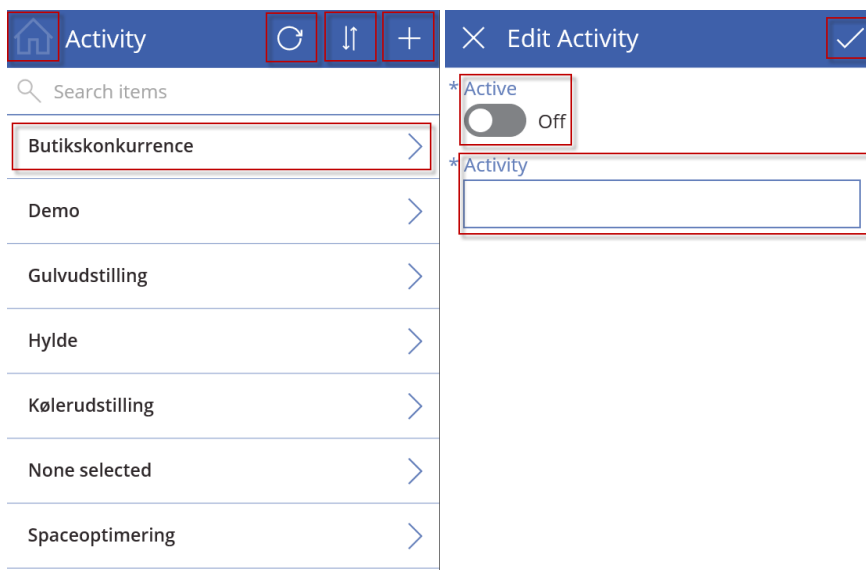 Activity
Search items
Butikskonkurrence
Demo
Gulvudstilling
Hylde
Kølerudstilling
None selected
Spaceoptimering
Edit Activity
* Active
Off
* Activity